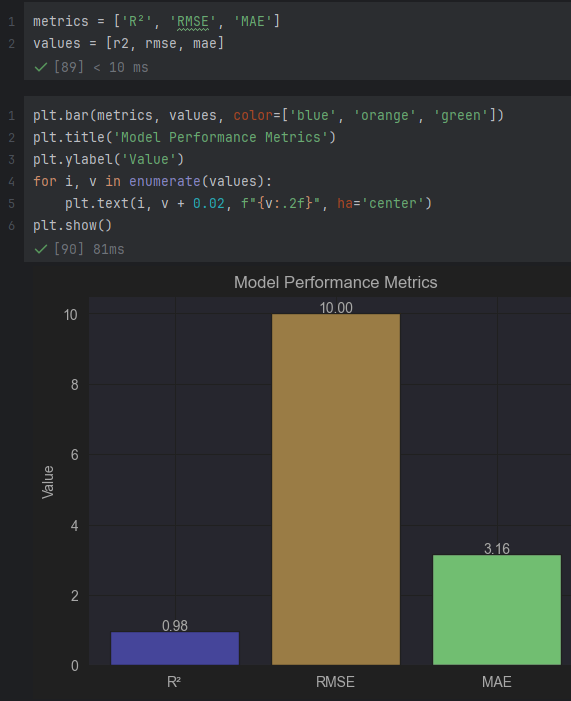 1 metrics = ['R²', 'RMSE', 'MAE']
2 values = [r2, rmse, mae]
[89] < 10 ms
1 plt.bar(metrics, values, color=['blue', 'orange', 'green'])
2 plt.title('Model Performance Metrics')
3 plt.ylabel('Value')
4 for i, v in enumerate(values):
5     plt.text(i, v + 0.02, f"{v:.2f}", ha='center')
6 plt.show()
[90] 81ms
Model Performance Metrics
10.00
10
8
6
Value
4
3.16
2
0.98
0
R² RMSE MAE